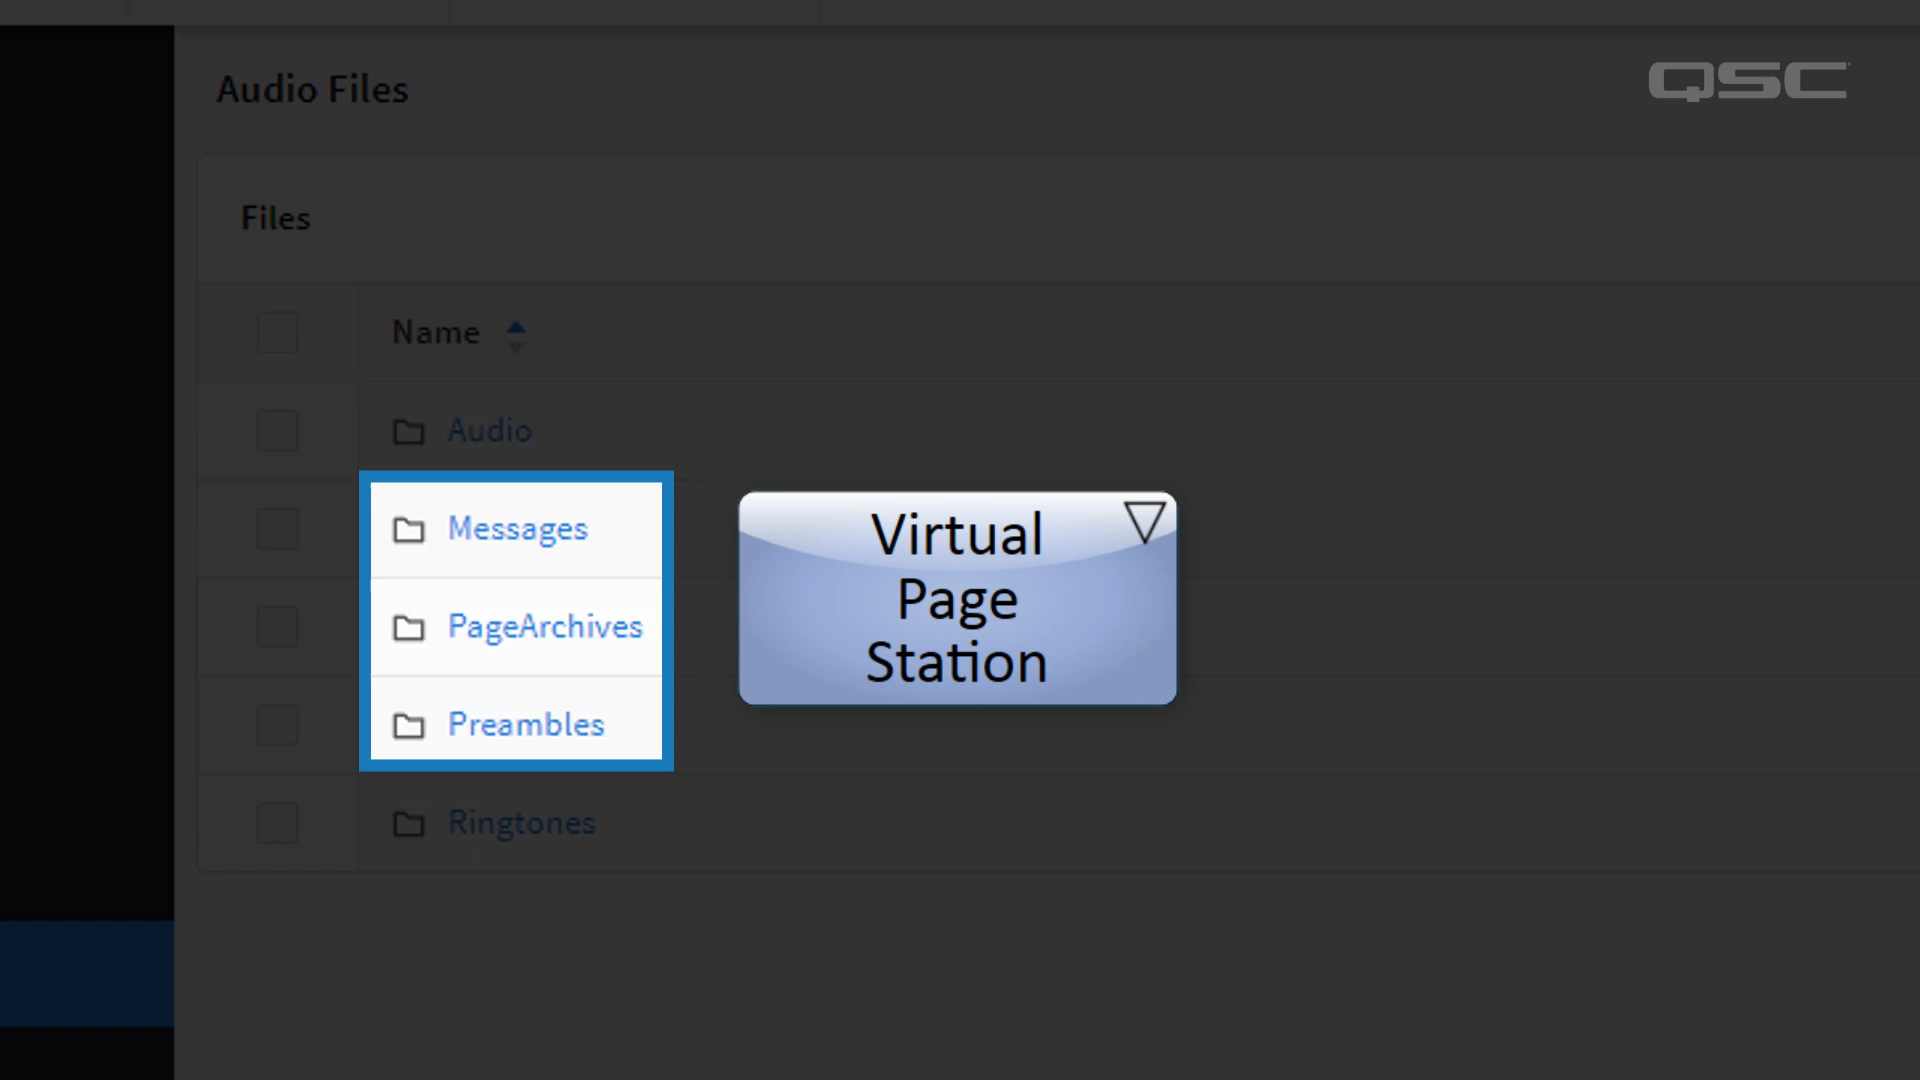 QSC
Audio Files
Files
Name
Audio
Messages
PageArchives
Preambles
Ringtones
Virtual
Page
Station